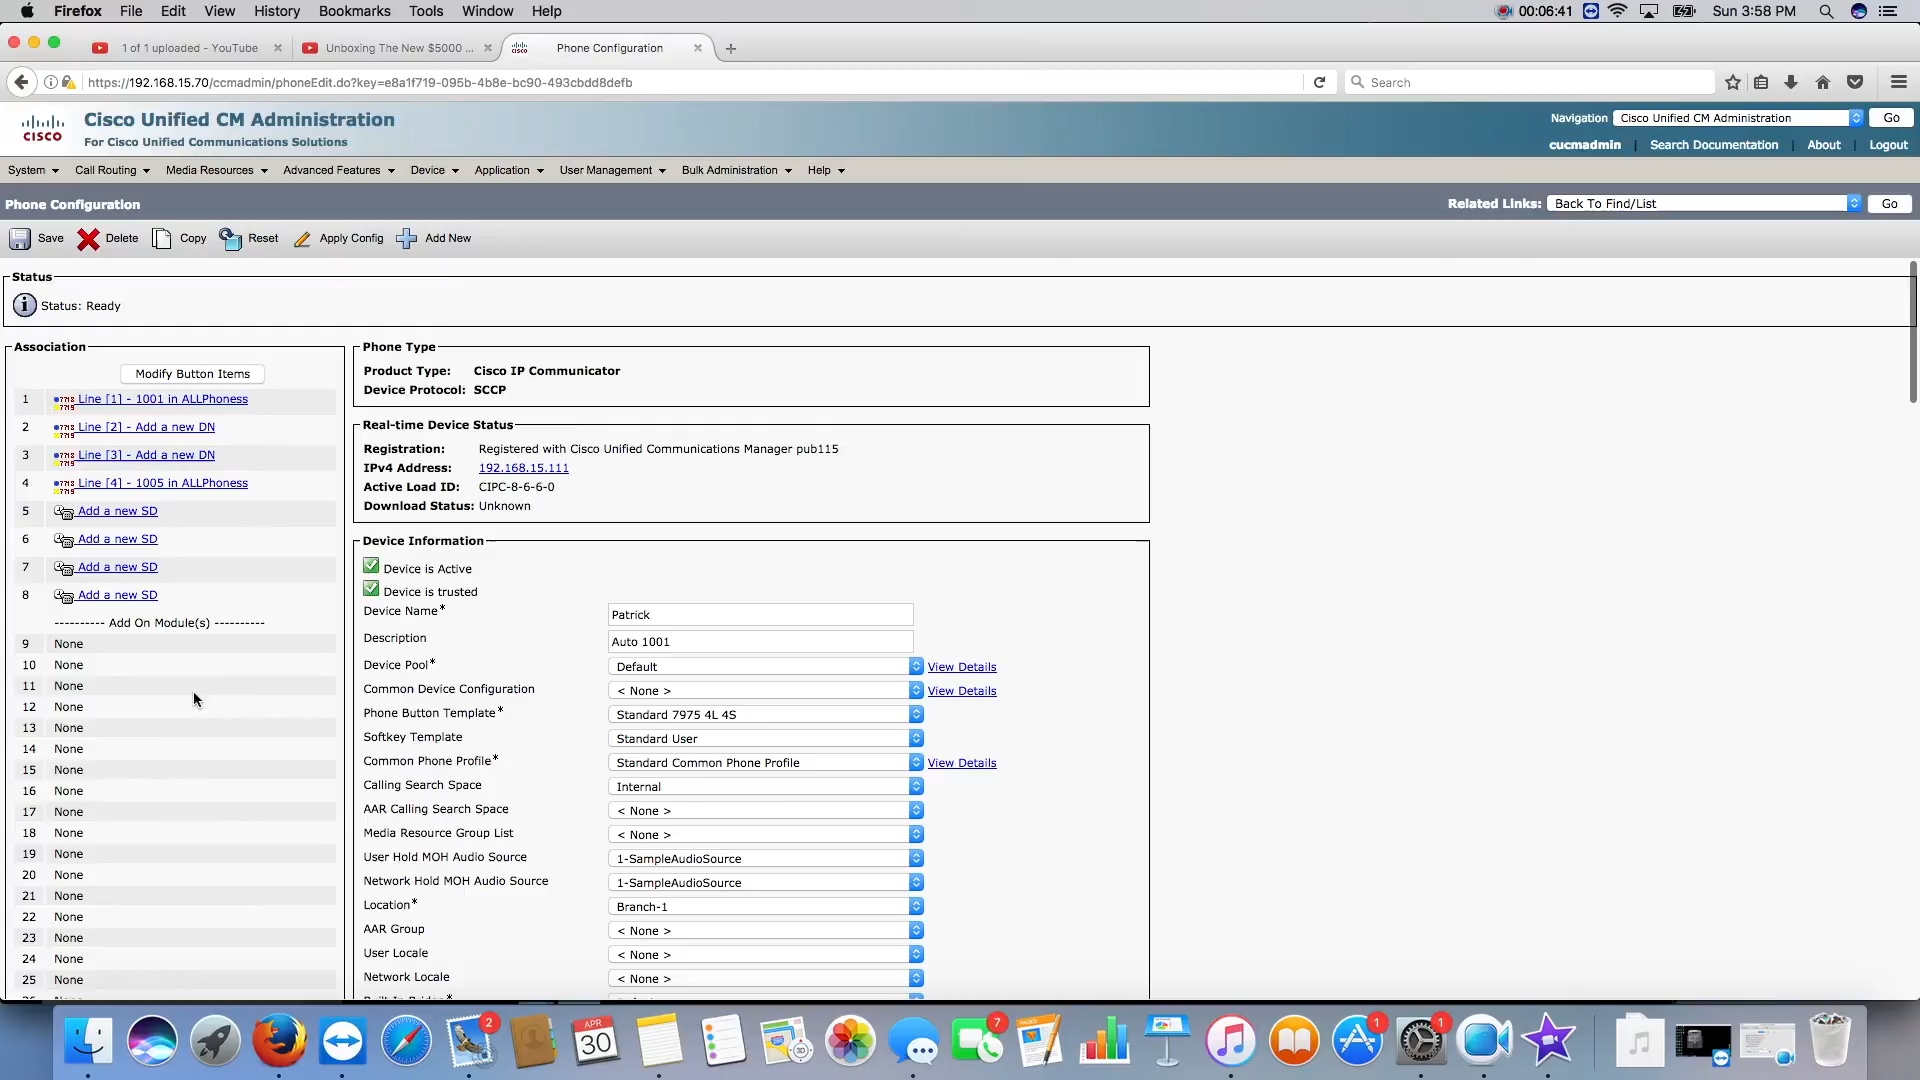 Firefox File Edit View History Bookmarks Tools Window Help 00:06:41 Sun 3:58 PM
1 of 1 uploaded - YouTube Unboxing The New $5000 ... Phone Configuration
https://192.168.15.70/ccmadmin/phoneEdit.do?key=e8a1f719-095b-4b8e-bc90-493cbdd8defb Search
CISCO Cisco Unified CM Administration Navigation Cisco Unified CM Administration Go
For Cisco Unified Communications Solutions cucmadmin | Search Documentation | About | Logout
System Call Routing Media Resources Advanced Features Device Application User Management Bulk Administration Help
Phone Configuration Related Links: Back To Find/List Go
Save Delete Copy Reset Apply Config Add New
Status
Status: Ready
Association
Modify Button Items
1 Line [1] - 1001 in ALLPhoness
2 Line [2] - Add a new DN
3 Line [3] - Add a new DN
4 Line [4] - 1005 in ALLPhoness
5 Add a new SD
6 Add a new SD
7 Add a new SD
8 Add a new SD
---------- Add On Module(s) ----------
9 None
10 None
11 None
12 None
13 None
14 None
15 None
16 None
17 None
18 None
19 None
20 None
21 None
22 None
23 None
24 None
25 None
Phone Type
Product Type: Cisco IP Communicator
Device Protocol: SCCP
Real-time Device Status
Registration: Registered with Cisco Unified Communications Manager pub115
IPv4 Address: 192.168.15.111
Active Load ID: CIPC-8-6-6-0
Download Status: Unknown
Device Information
Device is Active
Device is trusted
Device Name* Patrick
Description Auto 1001
Device Pool* Default View Details
Common Device Configuration < None > View Details
Phone Button Template* Standard 7975 4L 4S
Softkey Template Standard User
Common Phone Profile* Standard Common Phone Profile View Details
Calling Search Space Internal
AAR Calling Search Space < None >
Media Resource Group List < None >
User Hold MOH Audio Source 1-SampleAudioSource
Network Hold MOH Audio Source 1-SampleAudioSource
Location* Branch-1
AAR Group < None >
User Locale < None >
Network Locale < None >
2 APR 30 3D 7 PAGES 1 1